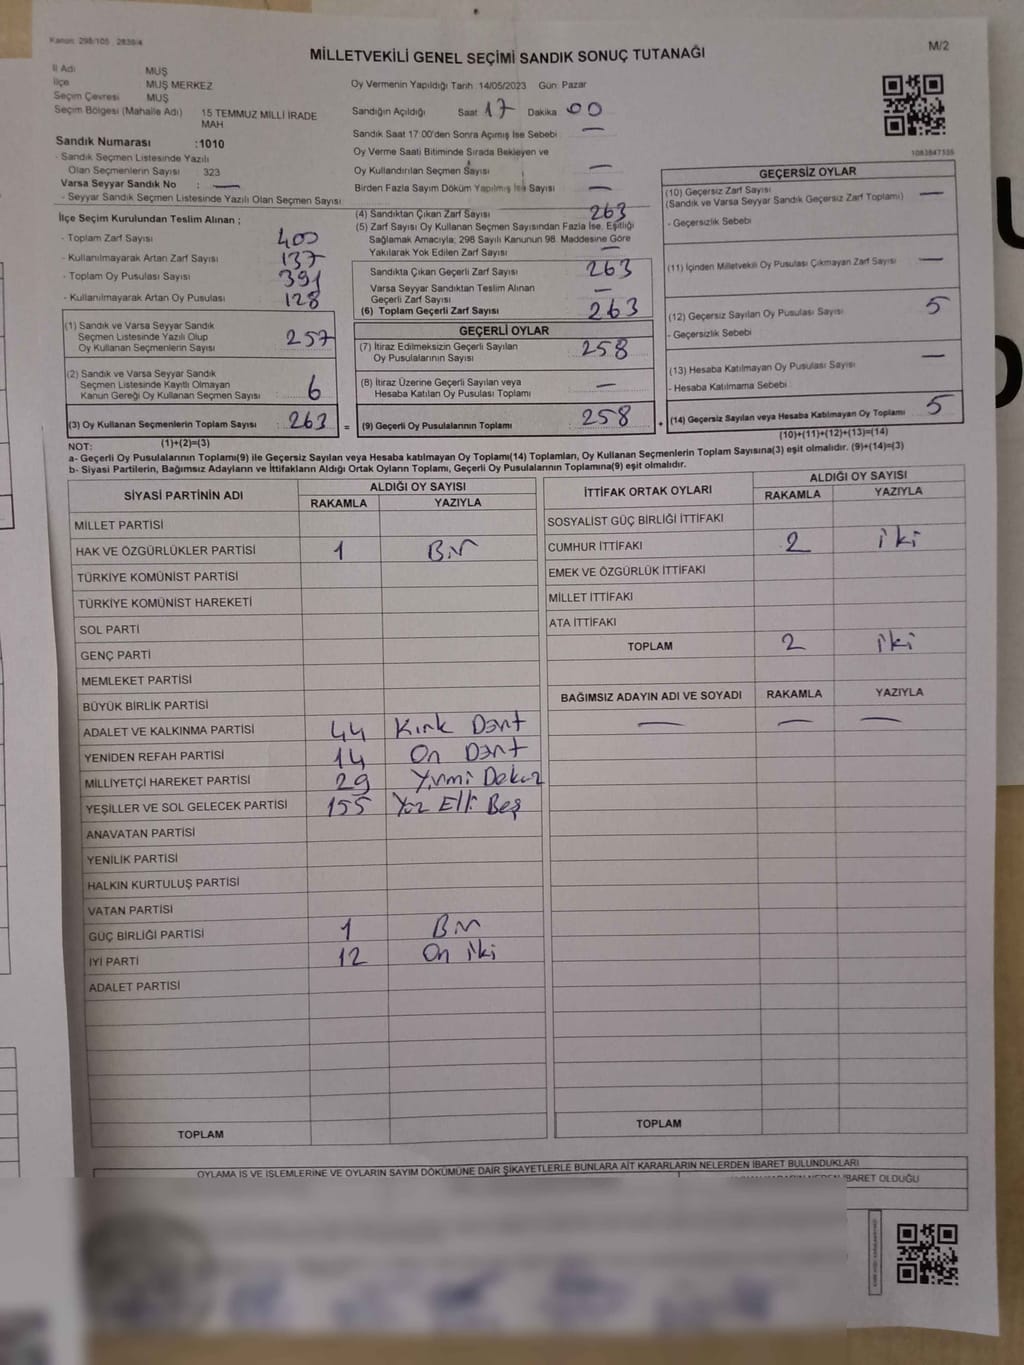 Kanun: 298/105 2839/4
MİLLETVEKİLİ GENEL SEÇİMİ SANDIK SONUÇ TUTANAĞI
M/2
İl Adı MUŞ
İlçe MUŞ MERKEZ
Seçim Çevresi MUŞ
Seçim Bölgesi (Mahalle Adı) 15 TEMMUZ MİLLİ İRADE
MAH
Sandık Numarası :1010
- Sandık Seçmen Listesinde Yazılı
Olan Seçmenlerin Sayısı : 323
Varsa Seyyar Sandık No : —
- Seyyar Sandık Seçmen Listesinde Yazılı Olan Seçmen Sayısı
Oy Vermenin Yapıldığı Tarih :14/05/2023 Gün: Pazar
Sandığın Açıldığı Saat 17 Dakika 00
Sandık Saat 17:00'den Sonra Açımış İse Sebebi —
Oy Verme Saati Bitiminde Sırada Bekleyen ve
Oy Kullandırılan Seçmen Sayısı —
Birden Fazla Sayım Döküm Yapılmış İse Sayısı —
1083847535
İlçe Seçim Kurulundan Teslim Alınan ;
- Toplam Zarf Sayısı 400
- Kullanılmayarak Artan Zarf Sayısı 137
- Toplam Oy Pusulası Sayısı 391
- Kullanılmayarak Artan Oy Pusulası 128
(1) Sandık ve Varsa Seyyar Sandık
Seçmen Listesinde Yazılı Olup
Oy Kullanan Seçmenlerin Sayısı 257
(2) Sandık ve Varsa Seyyar Sandık
Seçmen Listesinde Kayıtlı Olmayan
Kanun Gereği Oy Kullanan Seçmen Sayısı 6
(3) Oy Kullanan Seçmenlerin Toplam Sayısı : 263 =
(1)+(2)=(3)
(4) Sandıktan Çıkan Zarf Sayısı 263
(5) Zarf Sayısı Oy Kullanan Seçmen Sayısından Fazla İse, Eşitliği
Sağlamak Amacıyla; 298 Sayılı Kanunun 98. Maddesine Göre
Yakılarak Yok Edilen Zarf Sayısı —
Sandıkta Çıkan Geçerli Zarf Sayısı 263
Varsa Seyyar Sandıktan Teslim Alınan
Geçerli Zarf Sayısı —
(6) Toplam Geçerli Zarf Sayısı 263
GEÇERLİ OYLAR
(7) İtiraz Edilmeksizin Geçerli Sayılan
Oy Pusulalarının Sayısı 258
(8) İtiraz Üzerine Geçerli Sayılan veya
Hesaba Katılan Oy Pusulası Toplamı —
(9) Geçerli Oy Pusulalarının Toplamı 258 +
GEÇERSİZ OYLAR
(10) Geçersiz Zarf Sayısı —
(Sandık ve Varsa Seyyar Sandık Geçersiz Zarf Toplamı)
- Geçersizlik Sebebi
(11) İçinden Milletvekili Oy Pusulası Çıkmayan Zarf Sayısı —
(12) Geçersiz Sayılan Oy Pusulası Sayısı 5
- Geçersizlik Sebebi
(13) Hesaba Katılmayan Oy Pusulası Sayısı —
- Hesaba Katılmama Sebebi
(14) Geçersiz Sayılan veya Hesaba Katılmayan Oy Toplamı 5
(10)+(11)+(12)+(13)=(14)
NOT:
a- Geçerli Oy Pusulalarının Toplamı(9) ile Geçersiz Sayılan veya Hesaba katılmayan Oy Toplamı(14) Toplamları, Oy Kullanan Seçmenlerin Toplam Sayısına(3) eşit olmalıdır. (9)+(14)=(3)
b- Siyasi Partilerin, Bağımsız Adayların ve İttifakların Aldığı Ortak Oyların Toplamı, Geçerli Oy Pusulalarının Toplamına(9) eşit olmalıdır.
SİYASİ PARTİNİN ADI ALDIĞI OY SAYISI
RAKAMLA YAZIYLA
MİLLET PARTİSİ
HAK VE ÖZGÜRLÜKLER PARTİSİ 1 Bir
TÜRKİYE KOMÜNİST PARTİSİ
TÜRKİYE KOMÜNİST HAREKETİ
SOL PARTİ
GENÇ PARTİ
MEMLEKET PARTİSİ
BÜYÜK BİRLİK PARTİSİ
ADALET VE KALKINMA PARTİSİ 44 Kırk Dört
YENİDEN REFAH PARTİSİ 14 On Dört
MİLLİYETÇİ HAREKET PARTİSİ 29 Yirmi Dokuz
YEŞİLLER VE SOL GELECEK PARTİSİ 155 Yüz Elli Beş
ANAVATAN PARTİSİ
YENİLİK PARTİSİ
HALKIN KURTULUŞ PARTİSİ
VATAN PARTİSİ
GÜÇ BİRLİĞİ PARTİSİ 1 Bir
İYİ PARTİ 12 On iki
ADALET PARTİSİ
TOPLAM
İTTİFAK ORTAK OYLARI ALDIĞI OY SAYISI
RAKAMLA YAZIYLA
SOSYALİST GÜÇ BİRLİĞİ İTTİFAKI
CUMHUR İTTİFAKI 2 iki
EMEK VE ÖZGÜRLÜK İTTİFAKI
MİLLET İTTİFAKI
ATA İTTİFAKI
TOPLAM 2 iki
BAĞIMSIZ ADAYIN ADI VE SOYADI RAKAMLA YAZIYLA
— — —
TOPLAM
OYLAMA İŞ VE İŞLEMLERİNE VE OYLARIN SAYIM DÖKÜMÜNE DAİR ŞİKAYETLERLE BUNLARA AİT KARARLARIN NELERDEN İBARET BULUNDUKLARI
İBARET OLDUĞU